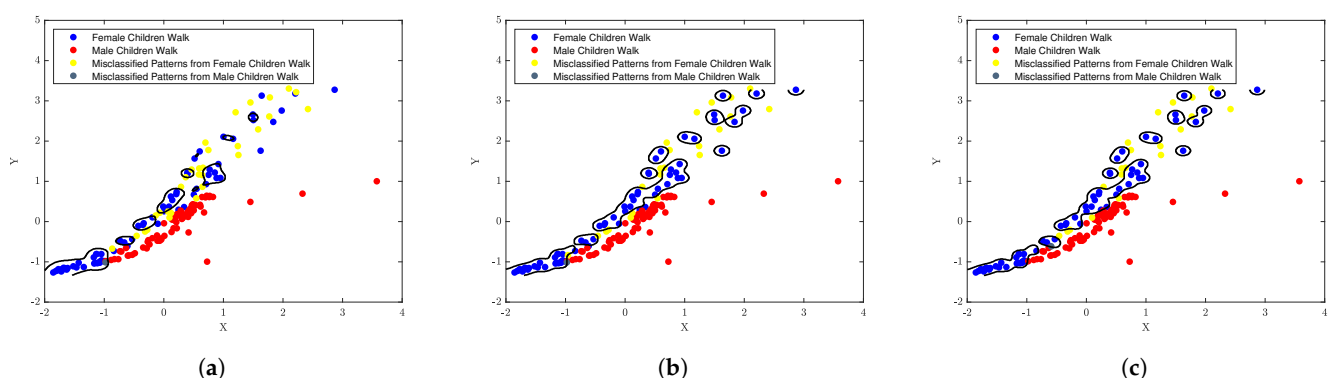 5
4
3
2
1
0
-1
-2
Y
Female Children Walk
Male Children Walk
Misclassified Patterns from Female Children Walk
Misclassified Patterns from Male Children Walk
-2 -1 0 1 2 3 4
X
(a)
5
4
3
2
1
0
-1
-2
Y
Female Children Walk
Male Children Walk
Misclassified Patterns from Female Children Walk
Misclassified Patterns from Male Children Walk
-2 -1 0 1 2 3 4
X
(b)
5
4
3
2
1
0
-1
-2
Y
Female Children Walk
Male Children Walk
Misclassified Patterns from Female Children Walk
Misclassified Patterns from Male Children Walk
-2 -1 0 1 2 3 4
X
(c)